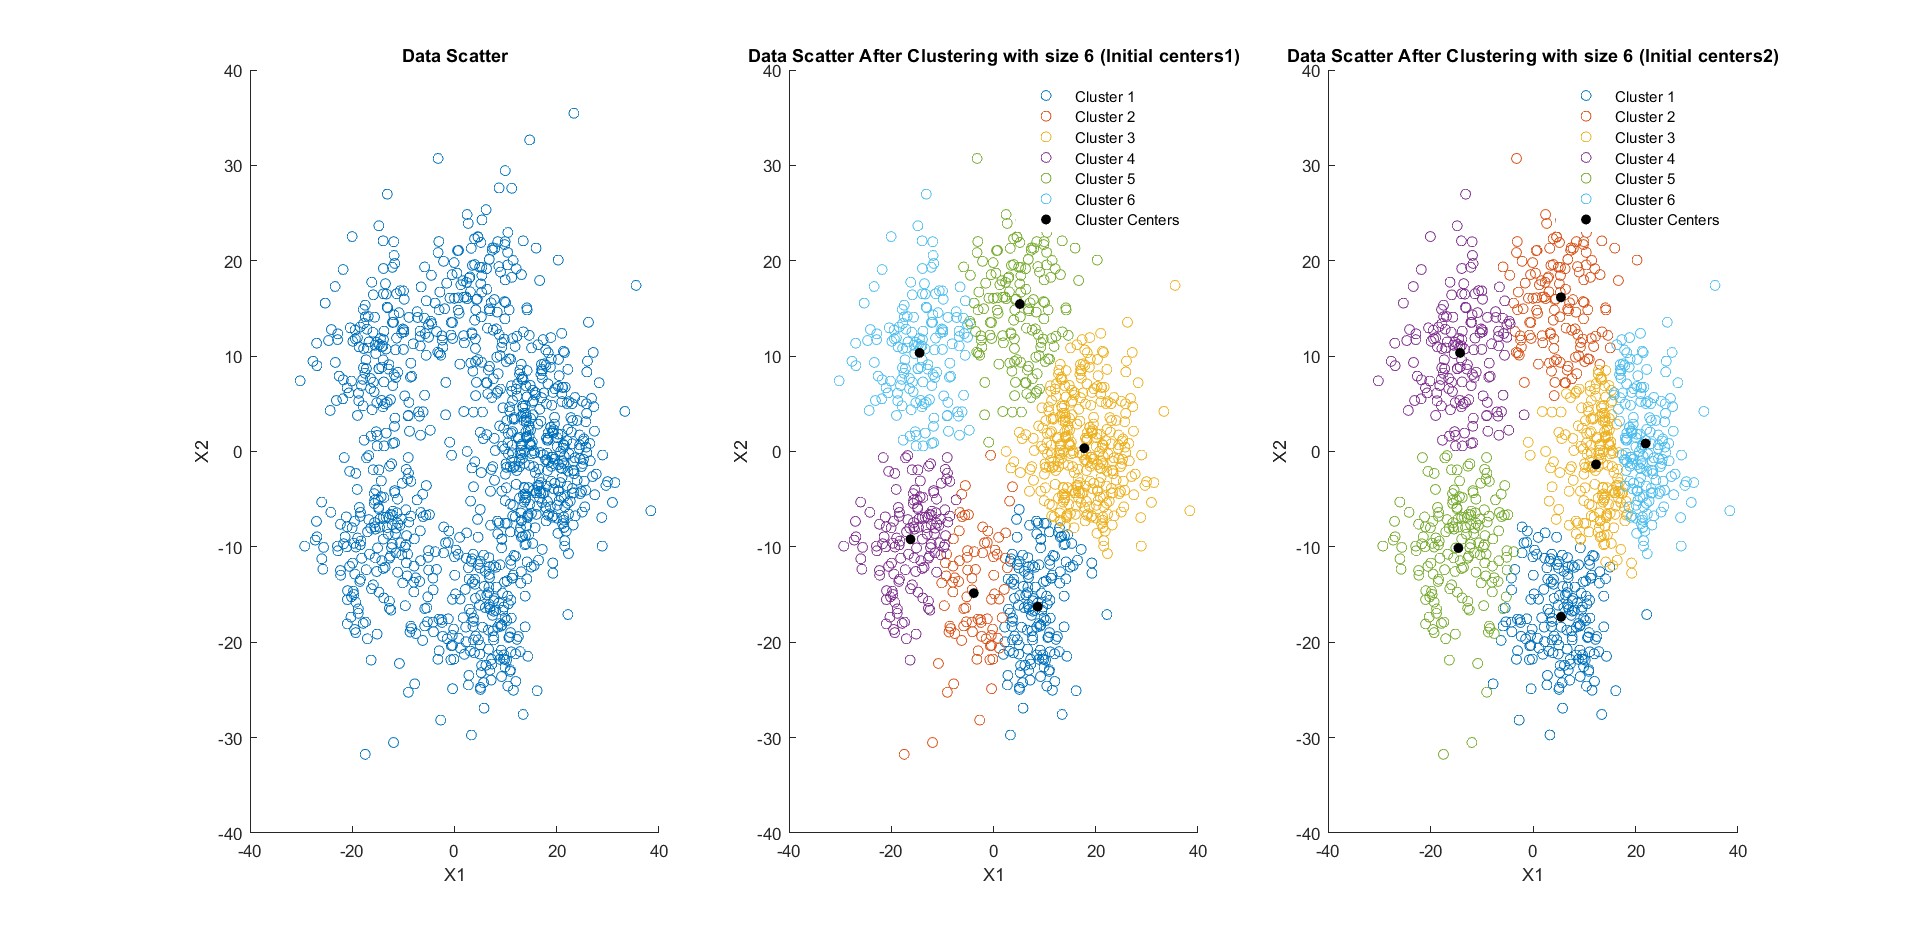 Data Scatter
40
30
20
10
0
-10
-20
-30
-40
-40 -20 0 20 40
X1
X2
Data Scatter After Clustering with size 6 (Initial centers1)
40
30
20
10
0
-10
-20
-30
-40
-40 -20 0 20 40
X1
X2
Cluster 1
Cluster 2
Cluster 3
Cluster 4
Cluster 5
Cluster 6
Cluster Centers
Data Scatter After Clustering with size 6 (Initial centers2)
40
30
20
10
0
-10
-20
-30
-40
-40 -20 0 20 40
X1
X2
Cluster 1
Cluster 2
Cluster 3
Cluster 4
Cluster 5
Cluster 6
Cluster Centers